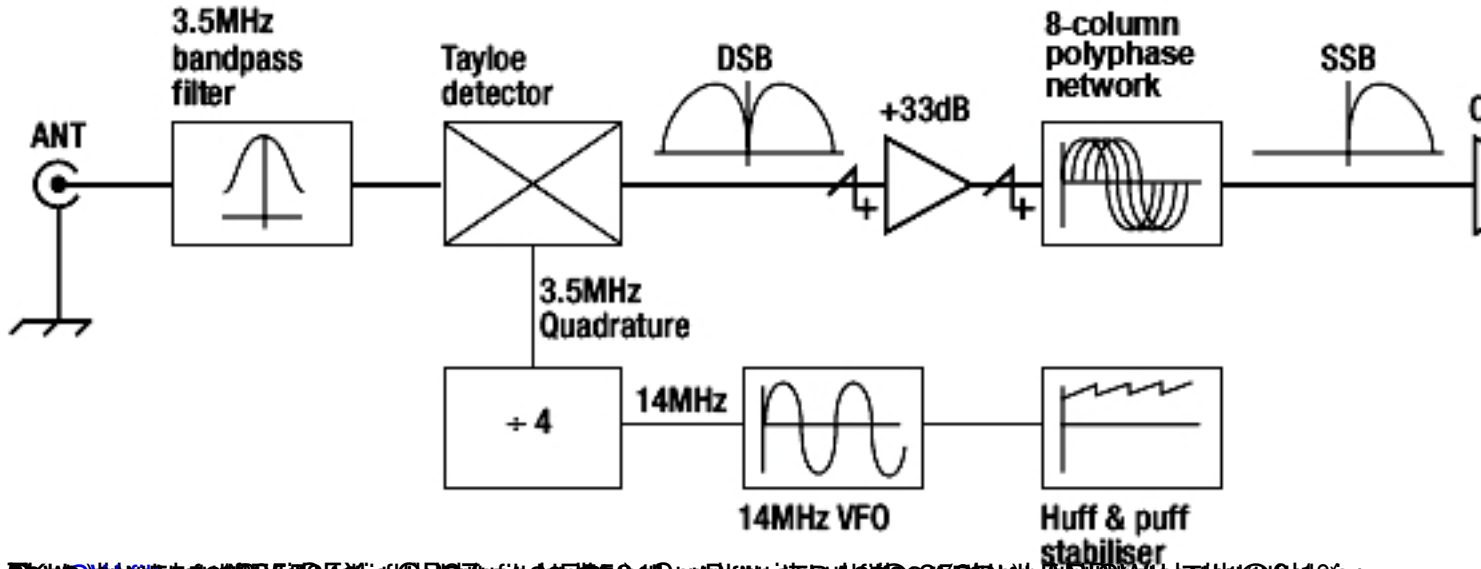 3.5MHz
bandpass
filter
Tayloe
detector
DSB
8-column
polyphase
network
SSB
ANT
+33dB
3.5MHz
Quadrature
÷ 4
14MHz
14MHz VFO
Huff & puff
stabiliser